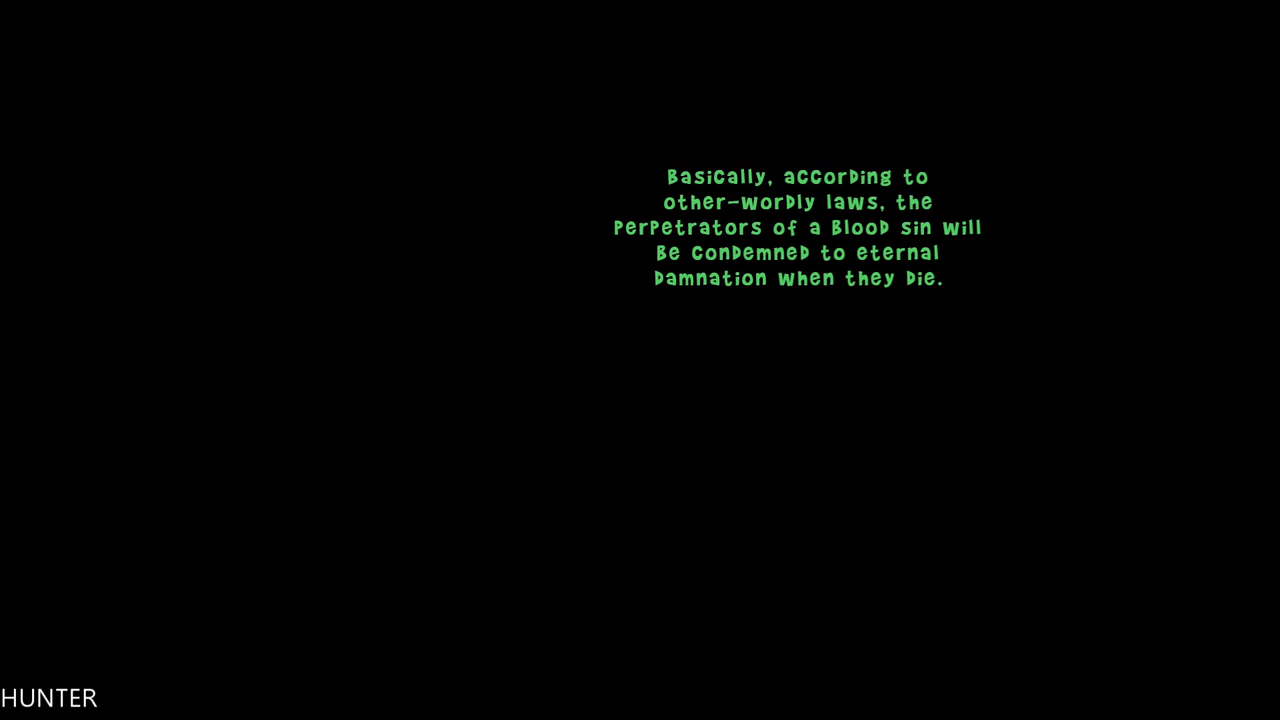 Basically, according to
other-wordly laws, the
perpetrators of a blood sin will
be condemned to eternal
damnation when they die.
HUNTER